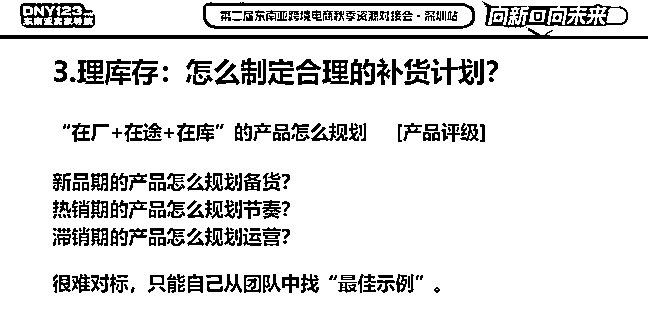 DNY123.com
东南亚卖家导航
第二届东南亚跨境电商秋季资源对接会·深圳站
向新而向未来
3.理库存：怎么制定合理的补货计划？
“在厂+在途+在库”的产品怎么规划 [产品评级]
新品期的产品怎么规划备货？
热销期的产品怎么规划节奏？
滞销期的产品怎么规划运营？
很难对标，只能自己从团队中找“最佳示例”。